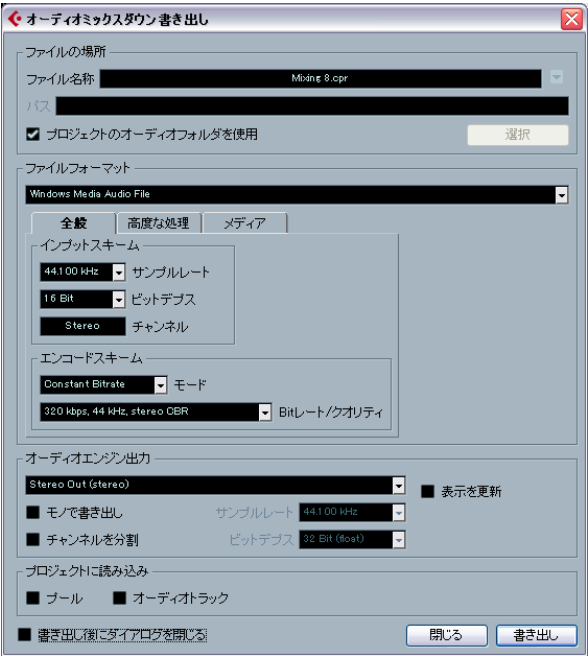 オーディオミックスダウン 書き出し
ファイルの場所
ファイル名称 Mixing 8.cpr
パス
プロジェクトのオーディオフォルダを使用 選択
ファイルフォーマット
Windows Media Audio File
全般 高度な処理 メディア
インプットスキーム
44.100 kHz サンプルレート
16 Bit ビットデプス
Stereo チャンネル
エンコードスキーム
Constant Bitrate モード
320 kbps, 44 kHz, stereo CBR Bitレート/クオリティ
オーディオエンジン出力
Stereo Out (stereo) 表示を更新
モノで書き出し サンプルレート 44.100 kHz
チャンネルを分割 ビットデプス 32 Bit (float)
プロジェクトに読み込み
プール オーディオトラック
書き出し後にダイアログを閉じる 閉じる 書き出し